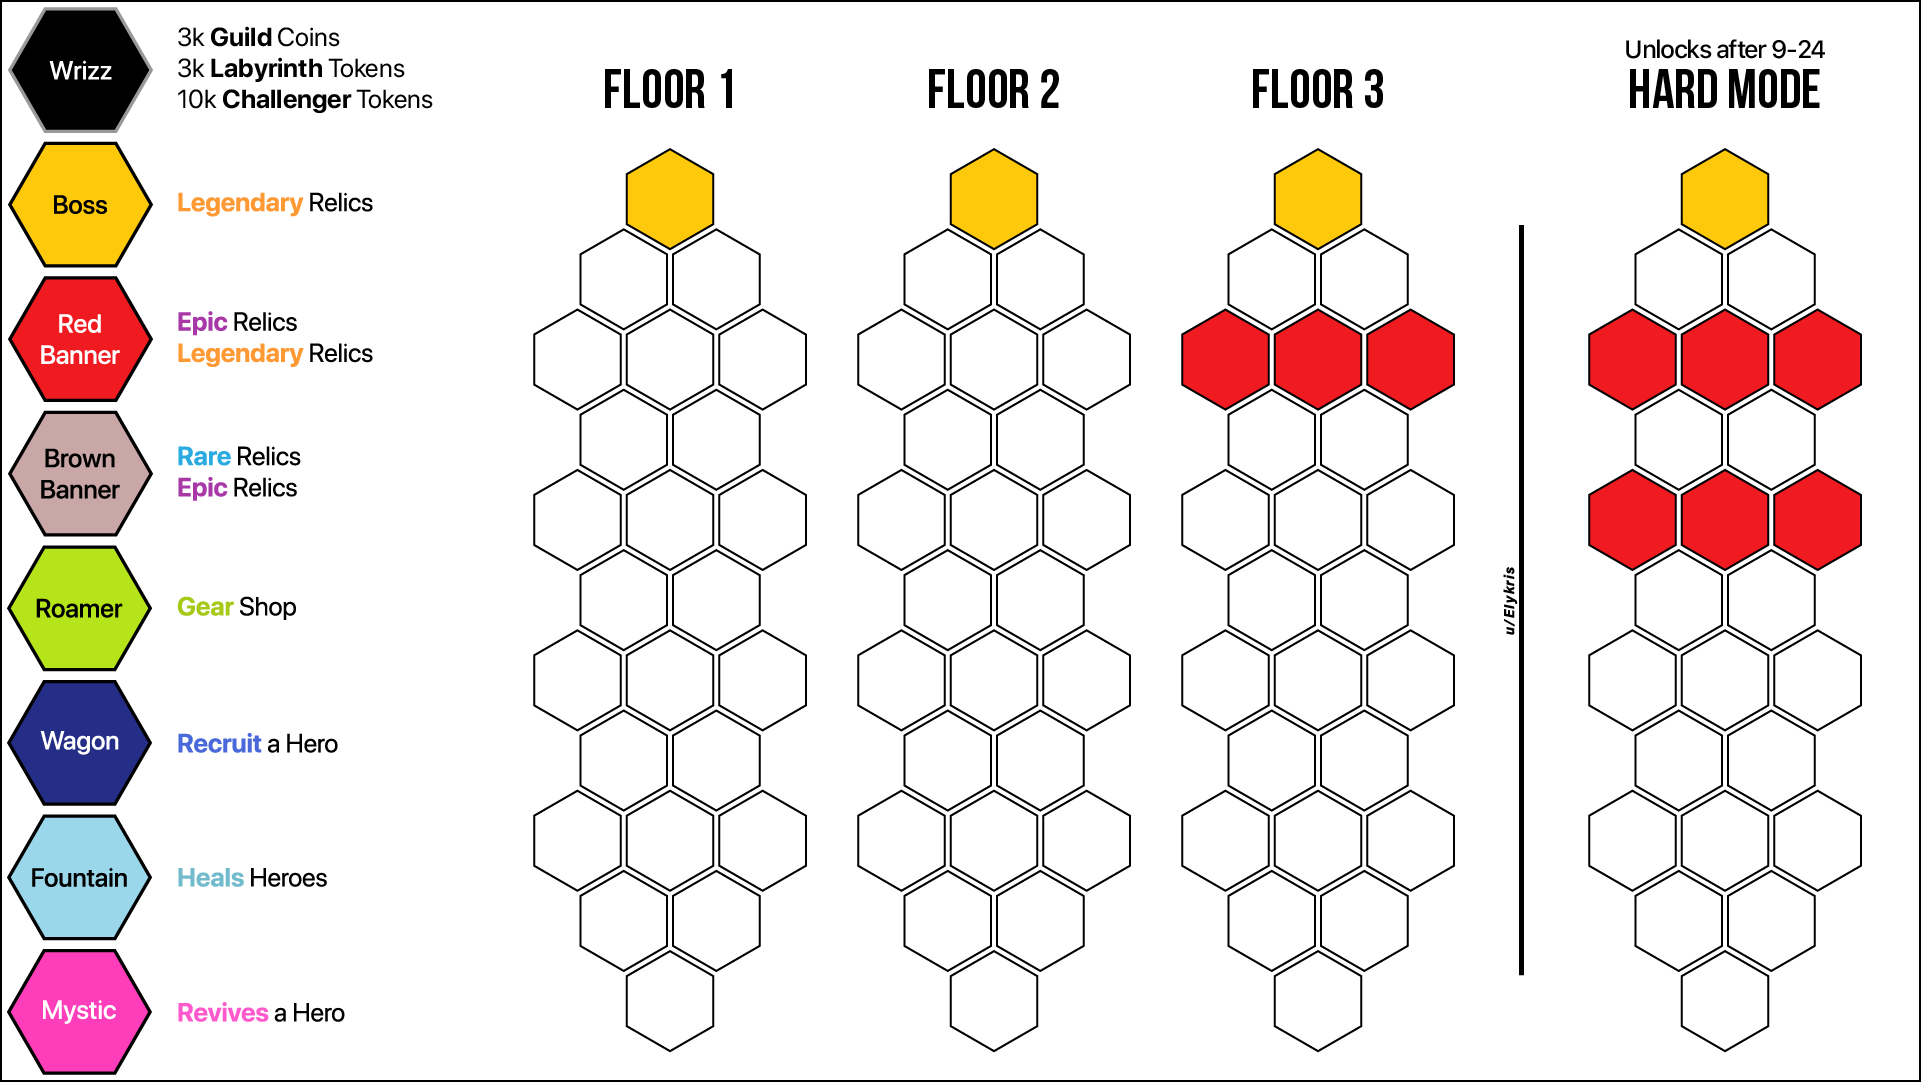 Wrizz
3k Guild Coins
3k Labyrinth Tokens
10k Challenger Tokens
Boss
Legendary Relics
Red
Banner
Epic Relics
Legendary Relics
Brown
Banner
Rare Relics
Epic Relics
Roamer
Gear Shop
Wagon
Recruit a Hero
Fountain
Heals Heroes
Mystic
Revives a Hero
FLOOR 1
FLOOR 2
FLOOR 3
u/Elykris
Unlocks after 9-24
HARD MODE